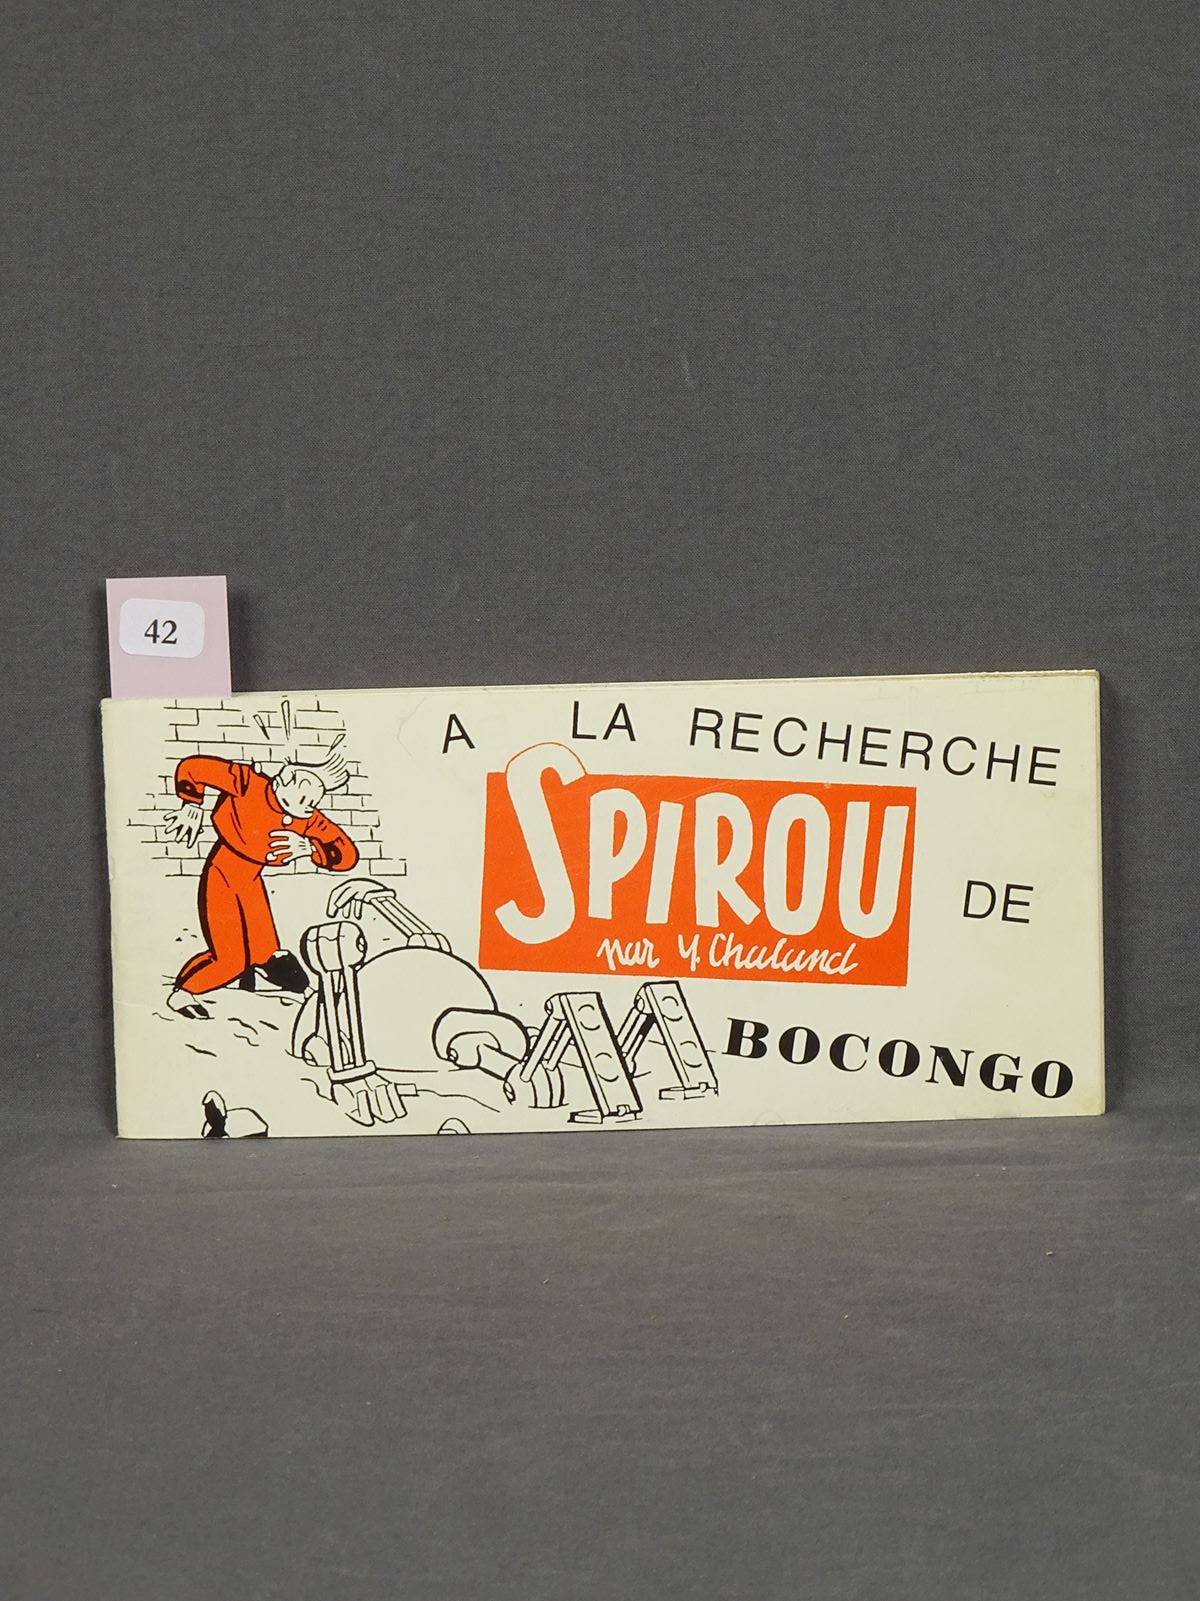 42
A LA RECHERCHE
SPIROU
par Y. Chaland
DE
BOCONGO